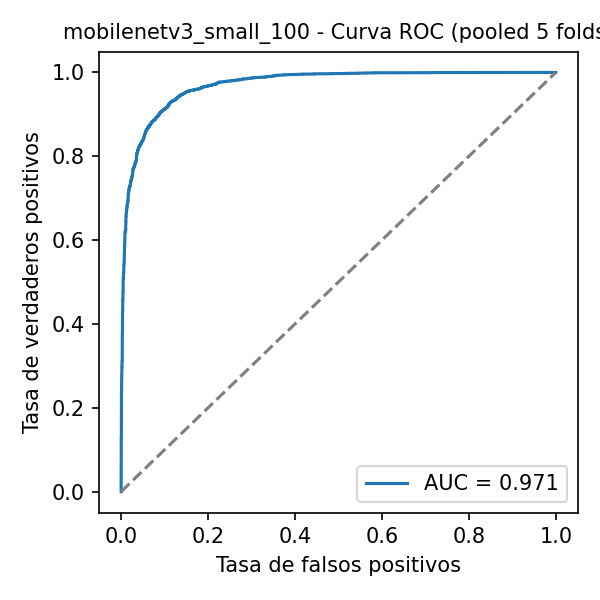 mobilenetv3_small_100 - Curva ROC (pooled 5 folds
1.0
0.8
0.6
0.4
0.2
0.0
Tasa de verdaderos positivos
AUC = 0.971
0.0 0.2 0.4 0.6 0.8 1.0
Tasa de falsos positivos